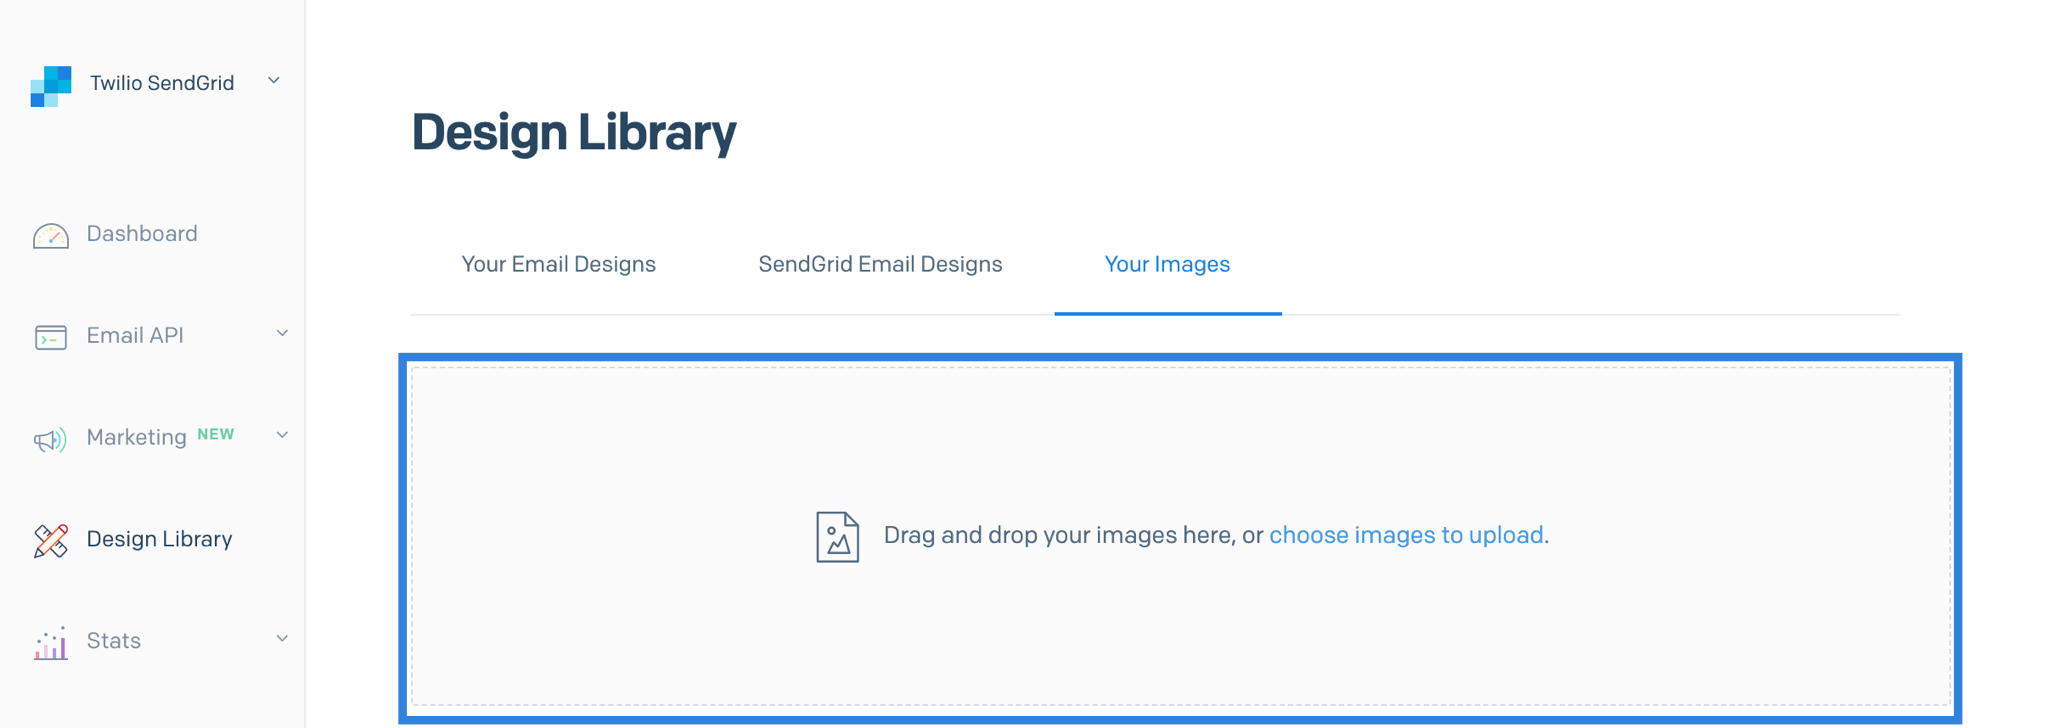 Twilio SendGrid
Dashboard
Email API
Marketing NEW
Design Library
Stats
Design Library
Your Email Designs
SendGrid Email Designs
Your Images
Drag and drop your images here, or choose images to upload.